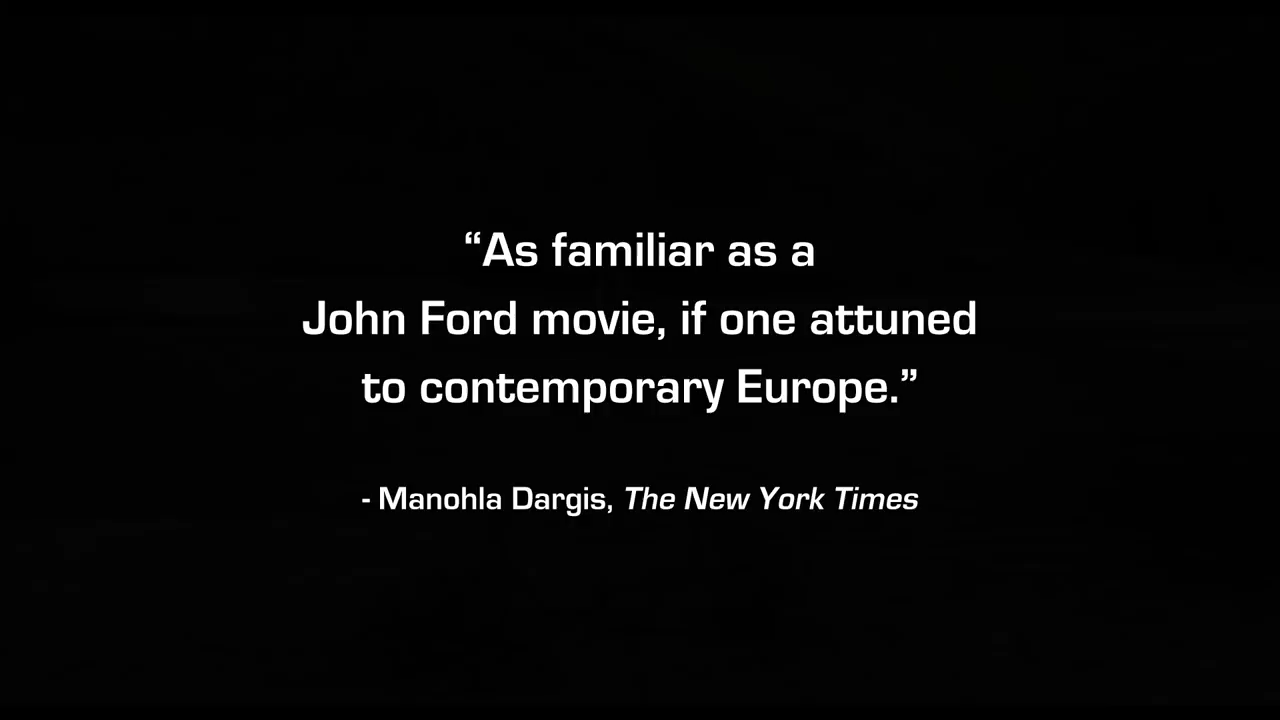 “As familiar as a
John Ford movie, if one attuned
to contemporary Europe.”
- Manohla Dargis, The New York Times